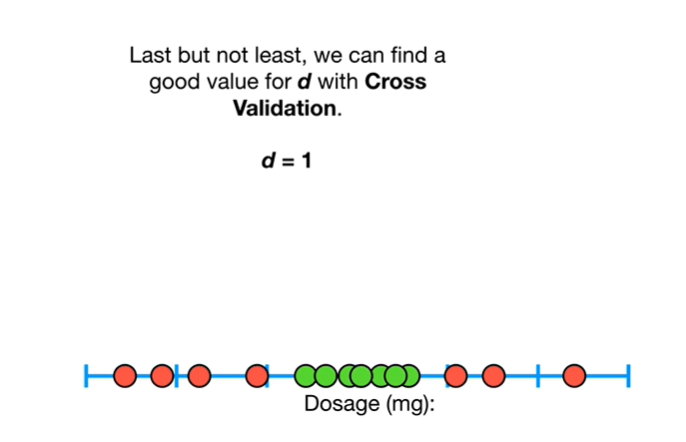 Last but not least, we can find a
good value for d with Cross
Validation.
d = 1
Dosage (mg):